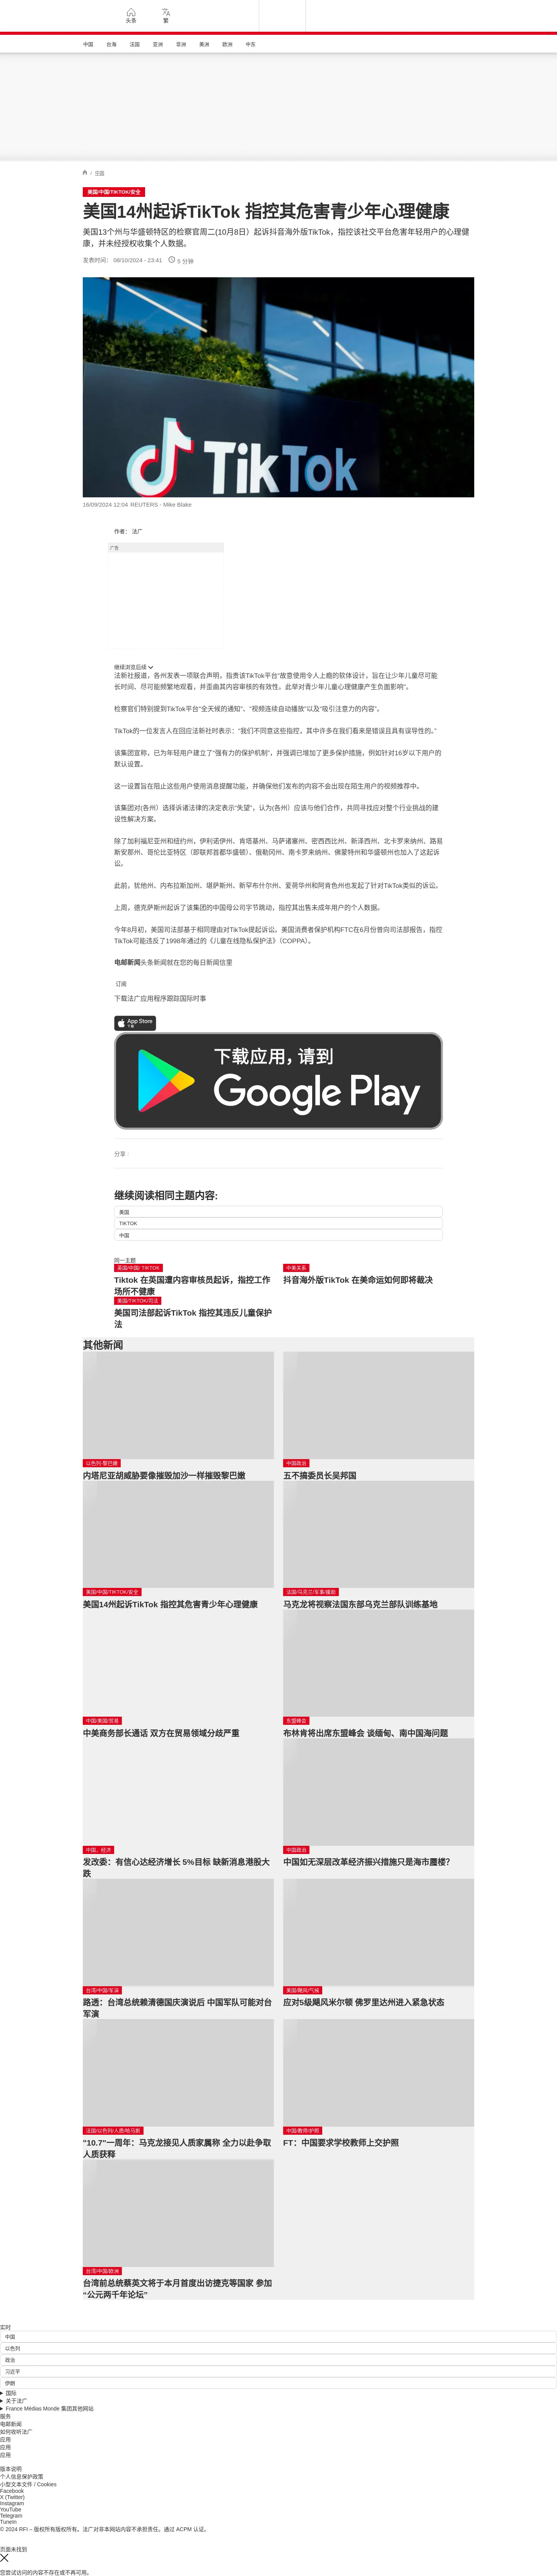 头条
繁
中国
台海
法国
亚洲
非洲
美洲
欧洲
中东
/ 中国
美国/中国/TIKTOK/安全
美国14州起诉TikTok 指控其危害青少年心理健康
美国13个州与华盛顿特区的检察官周二(10月8日）起诉抖音海外版TikTok，指控该社交平台危害年轻用户的心理健
康，并未经授权收集个人数据。
发表时间： 08/10/2024 - 23:41 5 分钟
TikTok
16/09/2024 12:04 REUTERS - Mike Blake
作者： 法广
广告
继续浏览后续
法新社报道，各州发表一项联合声明，指责该TikTok平台“故意使用令人上瘾的软体设计，旨在让少年儿童尽可能
长时间、尽可能频繁地观看，并歪曲其内容审核的有效性。此举对青少年儿童心理健康产生负面影响”。
检察官们特别提到TikTok平台“全天候的通知”、“视频连续自动播放”以及“吸引注意力的内容”。
TikTok的一位发言人在回应法新社时表示：“我们不同意这些指控，其中许多在我们看来是错误且具有误导性的。”
该集团宣称，已为年轻用户建立了“强有力的保护机制”，并强调已增加了更多保护措施，例如针对16岁以下用户的
默认设置。
这一设置旨在阻止这些用户使用消息提醒功能，并确保他们发布的内容不会出现在陌生用户的视频推荐中。
该集团对(各州）选择诉诸法律的决定表示“失望”，认为(各州）应该与他们合作，共同寻找应对整个行业挑战的建
设性解决方案。
除了加利福尼亚州和纽约州，伊利诺伊州、肯塔基州、马萨诸塞州、密西西比州、新泽西州、北卡罗来纳州、路易
斯安那州、哥伦比亚特区（即联邦首都华盛顿）、俄勒冈州、南卡罗来纳州、佛蒙特州和华盛顿州也加入了这起诉
讼。
此前，犹他州、内布拉斯加州、堪萨斯州、新罕布什尔州、爱荷华州和阿肯色州也发起了针对TikTok类似的诉讼。
上周，德克萨斯州起诉了该集团的中国母公司字节跳动，指控其出售未成年用户的个人数据。
今年8月初，美国司法部基于相同理由对TikTok提起诉讼。美国消费者保护机构FTC在6月份曾向司法部报告，指控
TikTok可能违反了1998年通过的《儿童在线隐私保护法》（COPPA）。
电邮新闻头条新闻就在您的每日新闻信里
订阅
下载法广应用程序跟踪国际时事
App Store
下载
下载应用，请到
Google Play
分享 :
继续阅读相同主题内容:
美国
TIKTOK
中国
同一主题
英国/中国/ TIKTOK
Tiktok 在英国遭内容审核员起诉，指控工作
场所不健康
中美关系
抖音海外版TikTok 在美命运如何即将裁决
美国/TIKTOK/司法
美国司法部起诉TikTok 指控其违反儿童保护
法
其他新闻
以色列-黎巴嫩
内塔尼亚胡威胁要像摧毁加沙一样摧毁黎巴嫩
中国政治
五不搞委员长吴邦国
美国/中国/TIKTOK/安全
美国14州起诉TikTok 指控其危害青少年心理健康
法国/乌克兰/军事/援助
马克龙将视察法国东部乌克兰部队训练基地
中国/美国/贸易
中美商务部长通话 双方在贸易领域分歧严重
东盟峰会
布林肯将出席东盟峰会 谈缅甸、南中国海问题
中国、经济
发改委：有信心达经济增长 5%目标 缺新消息港股大
跌
中国政治
中国如无深层改革经济振兴措施只是海市蜃楼？
台湾/中国/军演
路透：台湾总统赖清德国庆演说后 中国军队可能对台
军演
美国/飓风/气候
应对5级飓风米尔顿 佛罗里达州进入紧急状态
法国/以色列/人质/哈马斯
"10.7"一周年：马克龙接见人质家属称 全力以赴争取
人质获释
中国/教师/护照
FT：中国要求学校教师上交护照
台湾/中国/欧洲
台湾前总统蔡英文将于本月首度出访捷克等国家 参加
“公元两千年论坛”
实时
中国
以色列
政治
习近平
伊朗
国际
关于法广
France Médias Monde 集团其他网站
服务
电邮新闻
如何收听法广
应用
应用
应用
版本说明
个人信息保护政策
小型文本文件 / Cookies
Facebook
X (Twitter)
Instagram
YouTube
Telegram
TuneIn
© 2024 RFI – 版权所有版权所有。法广对非本网站内容不承担责任。通过 ACPM 认证。
页面未找到
您尝试访问的内容不存在或不再可用。